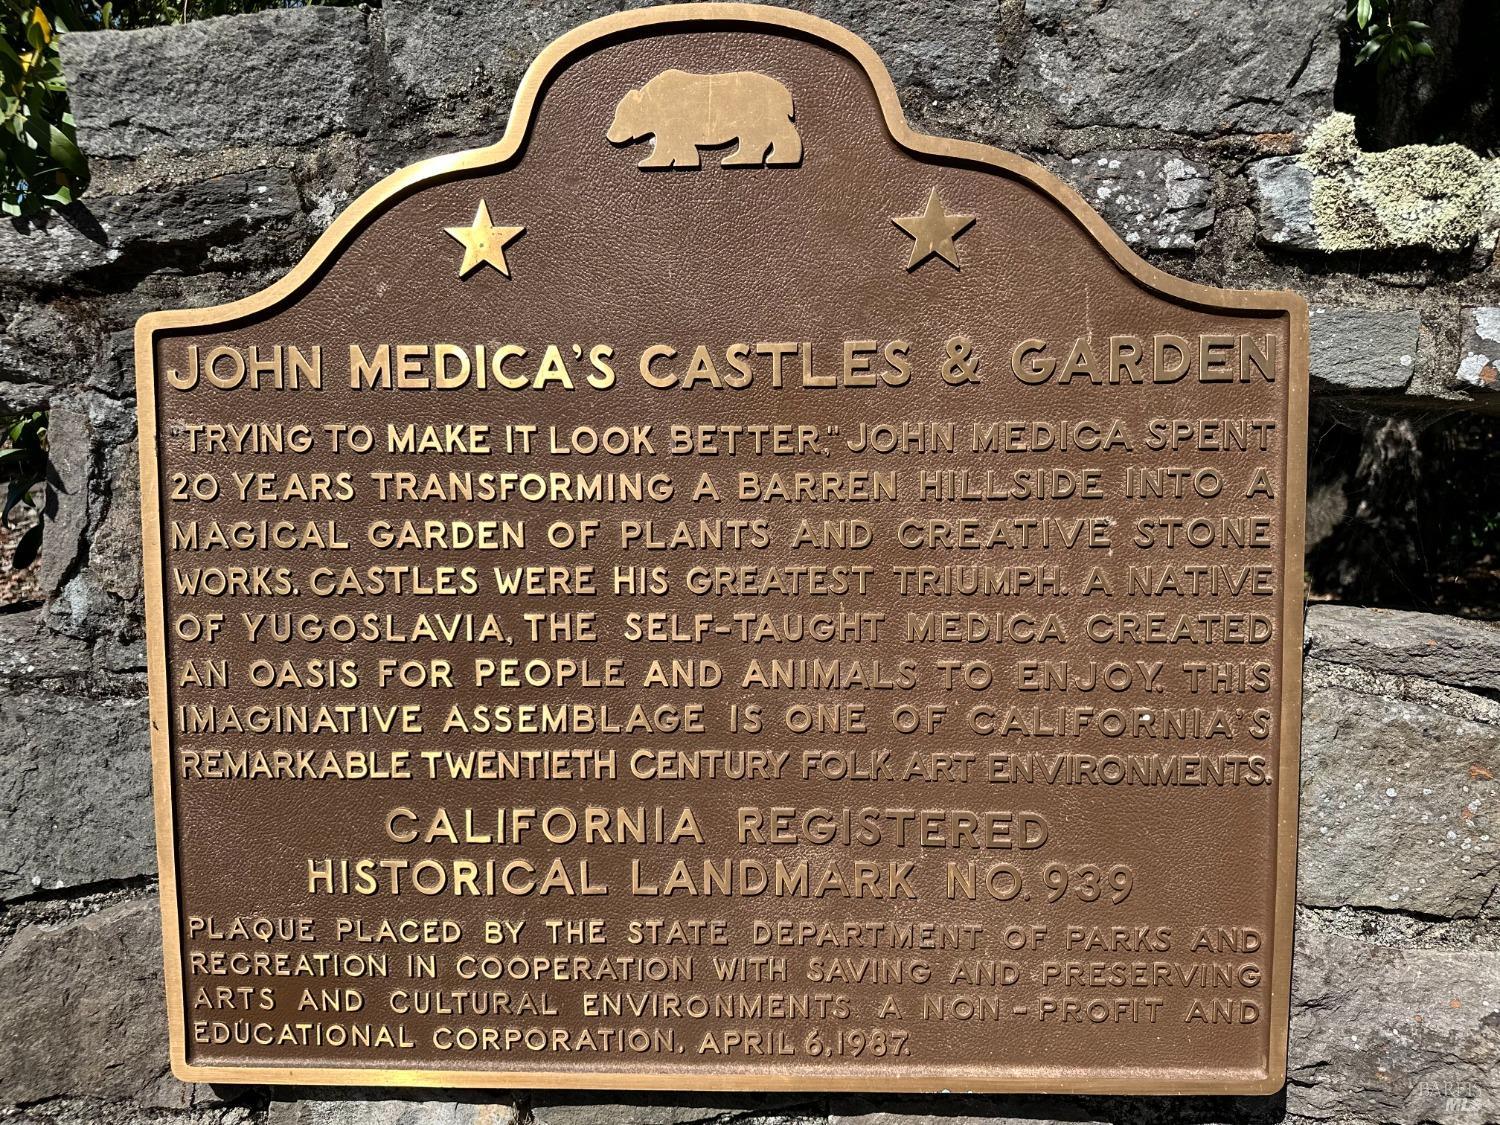 JOHN MEDICA'S CASTLES & GARDEN
"TRYING TO MAKE IT LOOK BETTER," JOHN MEDICA SPENT
20 YEARS TRANSFORMING A BARREN HILLSIDE INTO A
MAGICAL GARDEN OF PLANTS AND CREATIVE STONE
WORKS. CASTLES WERE HIS GREATEST TRIUMPH. A NATIVE
OF YUGOSLAVIA, THE SELF-TAUGHT MEDICA CREATED
AN OASIS FOR PEOPLE AND ANIMALS TO ENJOY. THIS
IMAGINATIVE ASSEMBLAGE IS ONE OF CALIFORNIA'S
REMARKABLE TWENTIETH CENTURY FOLK ART ENVIRONMENTS.
CALIFORNIA REGISTERED
HISTORICAL LANDMARK NO. 939
PLAQUE PLACED BY THE STATE DEPARTMENT OF PARKS AND
RECREATION IN COOPERATION WITH SAVING AND PRESERVING
ARTS AND CULTURAL ENVIRONMENTS A NON-PROFIT AND
EDUCATIONAL CORPORATION. APRIL 6, 1987.
BAREIS
MLS